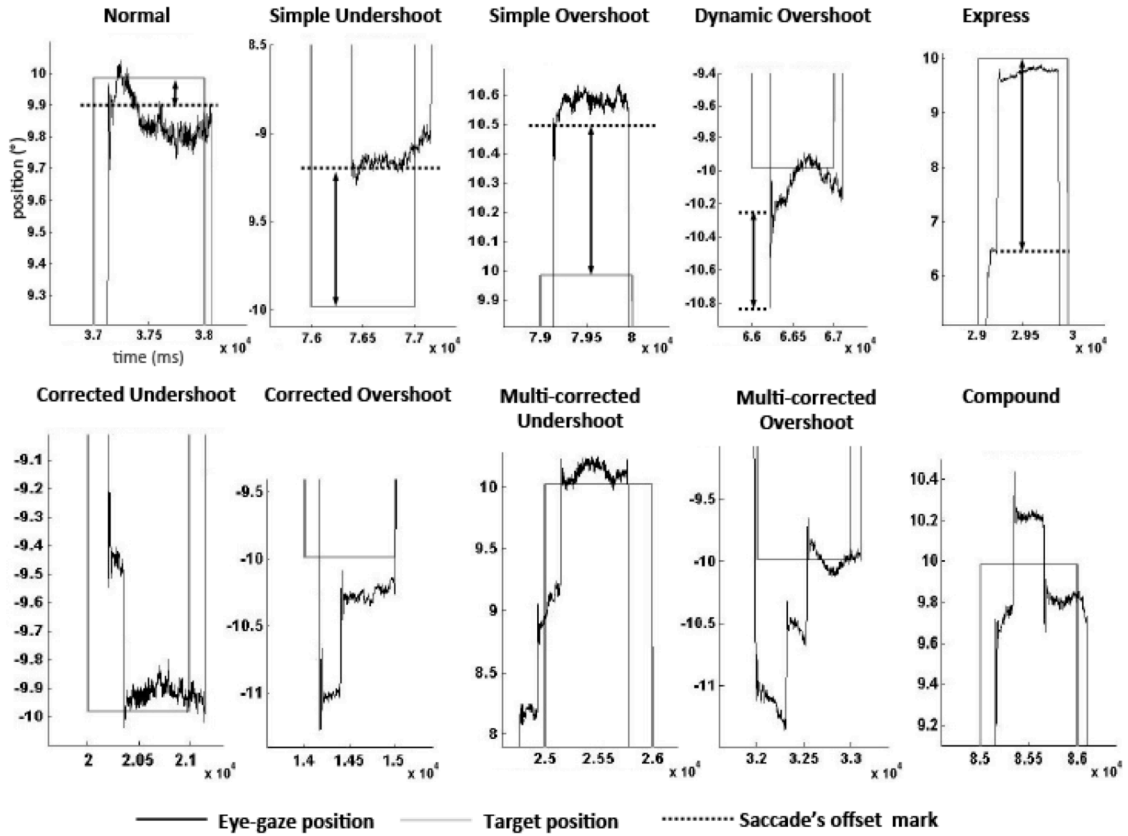 Normal
Simple Undershoot
Simple Overshoot
Dynamic Overshoot
Express
position (°)
10
9.9
9.8
9.7
9.6
9.5
9.4
9.3
3.7 3.75 3.8
x 10⁴
time (ms)
-8.5
-9
-9.5
-10
7.6 7.65 7.7
x 10⁴
10.6
10.5
10.4
10.3
10.2
10.1
10
9.9
7.9 7.95 8
x 10⁴
-9.4
-9.6
-9.8
-10
-10.2
-10.4
-10.6
-10.8
6.6 6.65 6.7
x 10⁴
10
9
8
7
6
2.9 2.95 3
x 10⁴
Corrected Undershoot
Corrected Overshoot
Multi-corrected
Undershoot
Multi-corrected
Overshoot
Compound
-9.1
-9.2
-9.3
-9.4
-9.5
-9.6
-9.7
-9.8
-9.9
-10
2 2.05 2.1
x 10⁴
-9.5
-10
-10.5
-11
1.4 1.45 1.5
x 10⁴
10
9.5
9
8.5
8
2.5 2.55 2.6
x 10⁴
-9.5
-10
-10.5
-11
3.2 3.25 3.3
x 10⁴
10.4
10.2
10
9.8
9.6
9.4
9.2
8.5 8.55 8.6
x 10⁴
Eye-gaze position
Target position
Saccade's offset mark